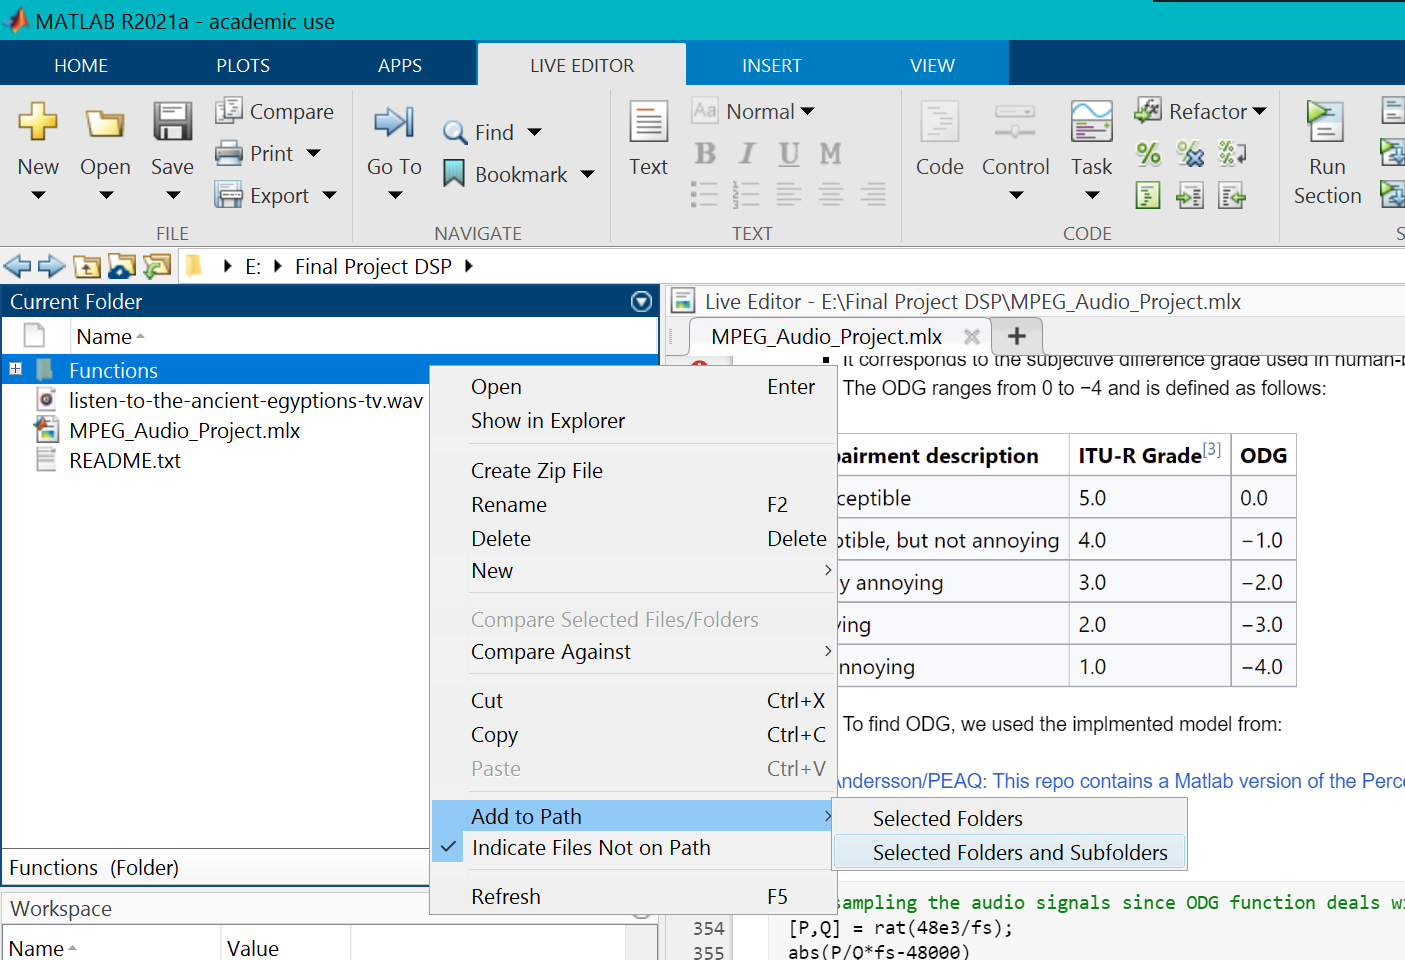 MATLAB R2021a - academic use
HOME PLOTS APPS LIVE EDITOR INSERT VIEW
New Open Save Compare Print Export
FILE
Go To Find Bookmark
NAVIGATE
Text Aa Normal
B I U M
TEXT
Code Control Task Refactor
CODE
Run Section
E: Final Project DSP
Current Folder
Name
Functions
listen-to-the-ancient-egyptions-tv.wav
MPEG_Audio_Project.mlx
README.txt
Functions (Folder)
Workspace
Name Value
Open Enter
Show in Explorer
Create Zip File
Rename F2
Delete Delete
New
Compare Selected Files/Folders
Compare Against
Cut Ctrl+X
Copy Ctrl+C
Paste Ctrl+V
Add to Path
Indicate Files Not on Path
Refresh F5
Selected Folders
Selected Folders and Subfolders
Live Editor - E:\Final Project DSP\MPEG_Audio_Project.mlx
MPEG_Audio_Project.mlx
It corresponds to the subjective difference grade used in human-b
The ODG ranges from 0 to −4 and is defined as follows:
pairment description ITU-R Grade[3] ODG
ceptible 5.0 0.0
ptible, but not annoying 4.0 −1.0
y annoying 3.0 −2.0
ying 2.0 −3.0
nnoying 1.0 −4.0
To find ODG, we used the implmented model from:
Andersson/PEAQ: This repo contains a Matlab version of the Perce
sampling the audio signals since ODG function deals wi
354 [P,Q] = rat(48e3/fs);
355 abs(P/Q*fs-48000)